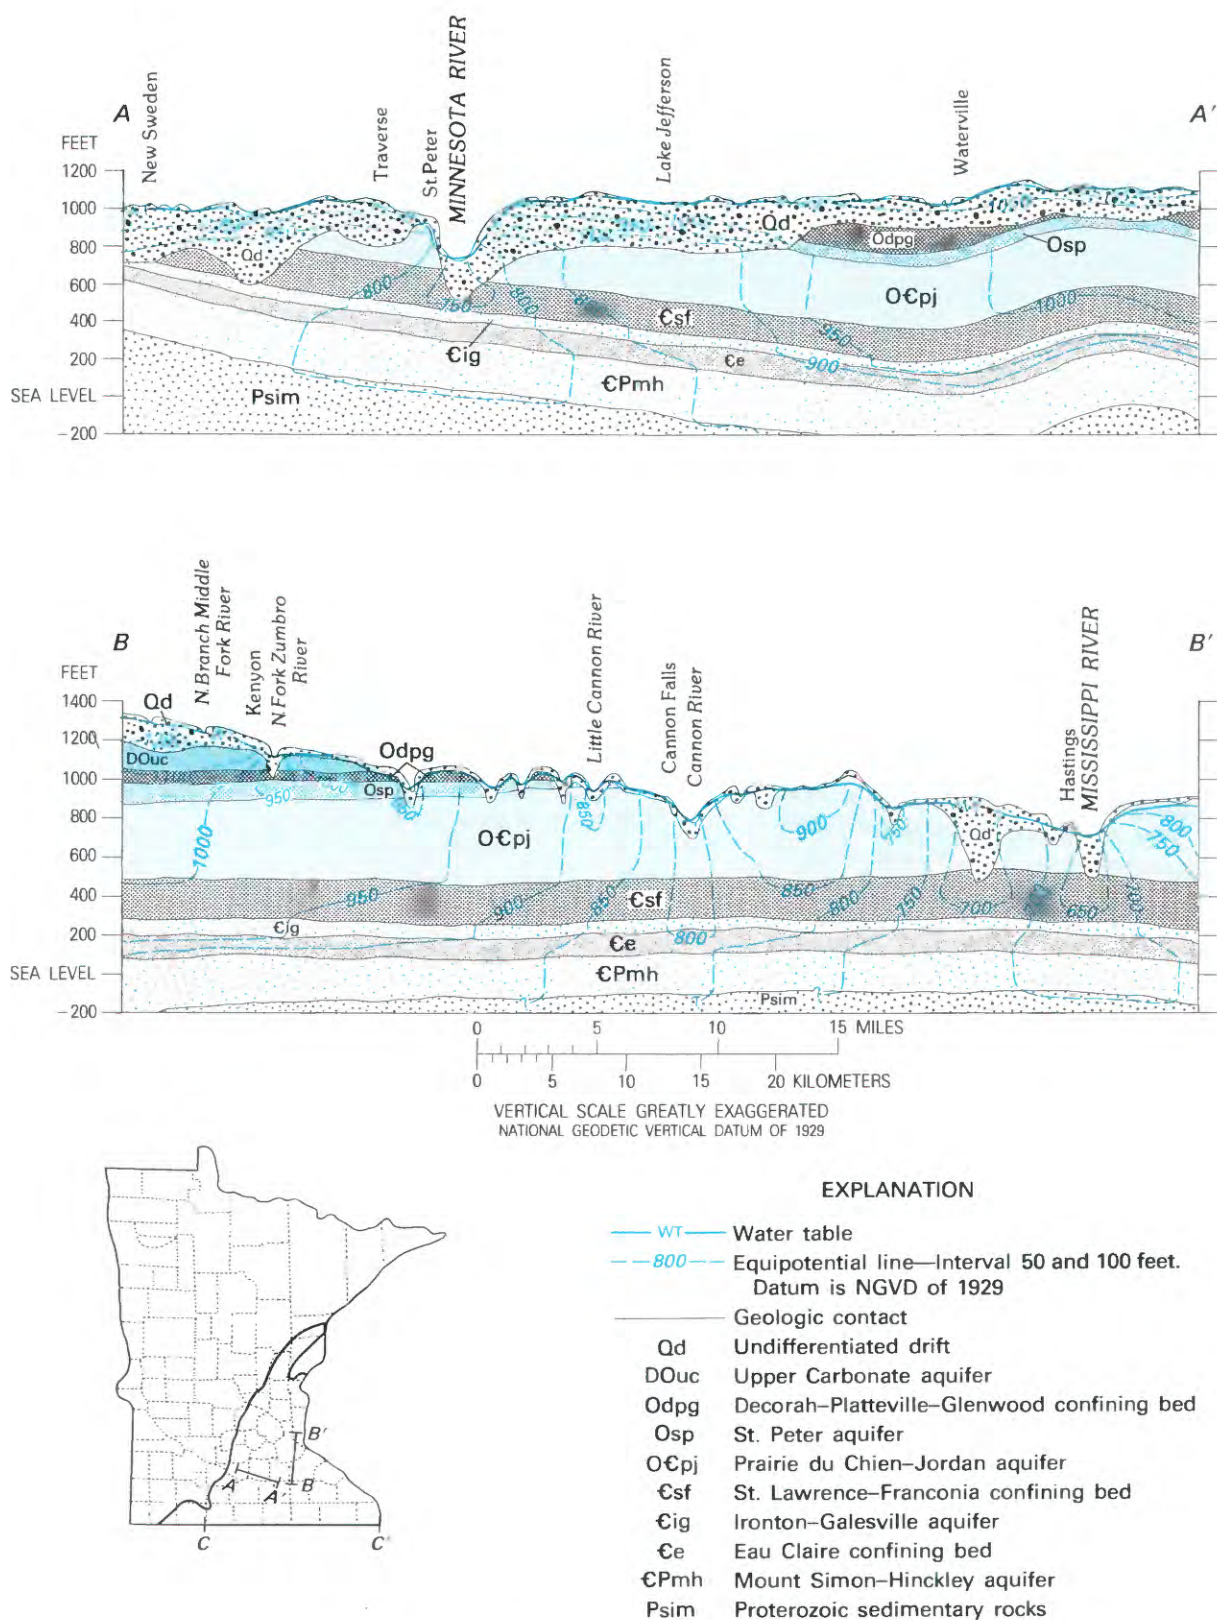 A
A'
FEET
New Sweden
Traverse
St. Peter
MINNESOTA RIVER
Lake Jefferson
Waterville
1200
1000
800
600
400
200
SEA LEVEL
-200
Qd
Qd
Odpg
Osp
1000
O€pj
800
750
800
€sf
950
1000
€ig
€e
900
€Pmh
Psim
B
B'
FEET
N. Branch Middle
Fork River
Kenyon
N. Fork Zumbro
River
Little Cannon River
Cannon Falls
Cannon River
Hastings
MISSISSIPPI RIVER
1400
1200
1000
800
600
400
200
SEA LEVEL
-200
Qd
DOuc
Odpg
950
Osp
850
900
750
800
750
1000
O€pj
Qd
950
900
850
€sf
850
800
750
700
650
700
€ig
800
€e
€Pmh
Psim
0 5 10 15 MILES
0 5 10 15 20 KILOMETERS
VERTICAL SCALE GREATLY EXAGGERATED
NATIONAL GEODETIC VERTICAL DATUM OF 1929
B'
A
A'
B
C
C'
EXPLANATION
WT Water table
800 Equipotential line—Interval 50 and 100 feet.
Datum is NGVD of 1929
Geologic contact
Qd Undifferentiated drift
DOuc Upper Carbonate aquifer
Odpg Decorah–Platteville–Glenwood confining bed
Osp St. Peter aquifer
O€pj Prairie du Chien–Jordan aquifer
€sf St. Lawrence–Franconia confining bed
€ig Ironton–Galesville aquifer
€e Eau Claire confining bed
€Pmh Mount Simon–Hinckley aquifer
Psim Proterozoic sedimentary rocks